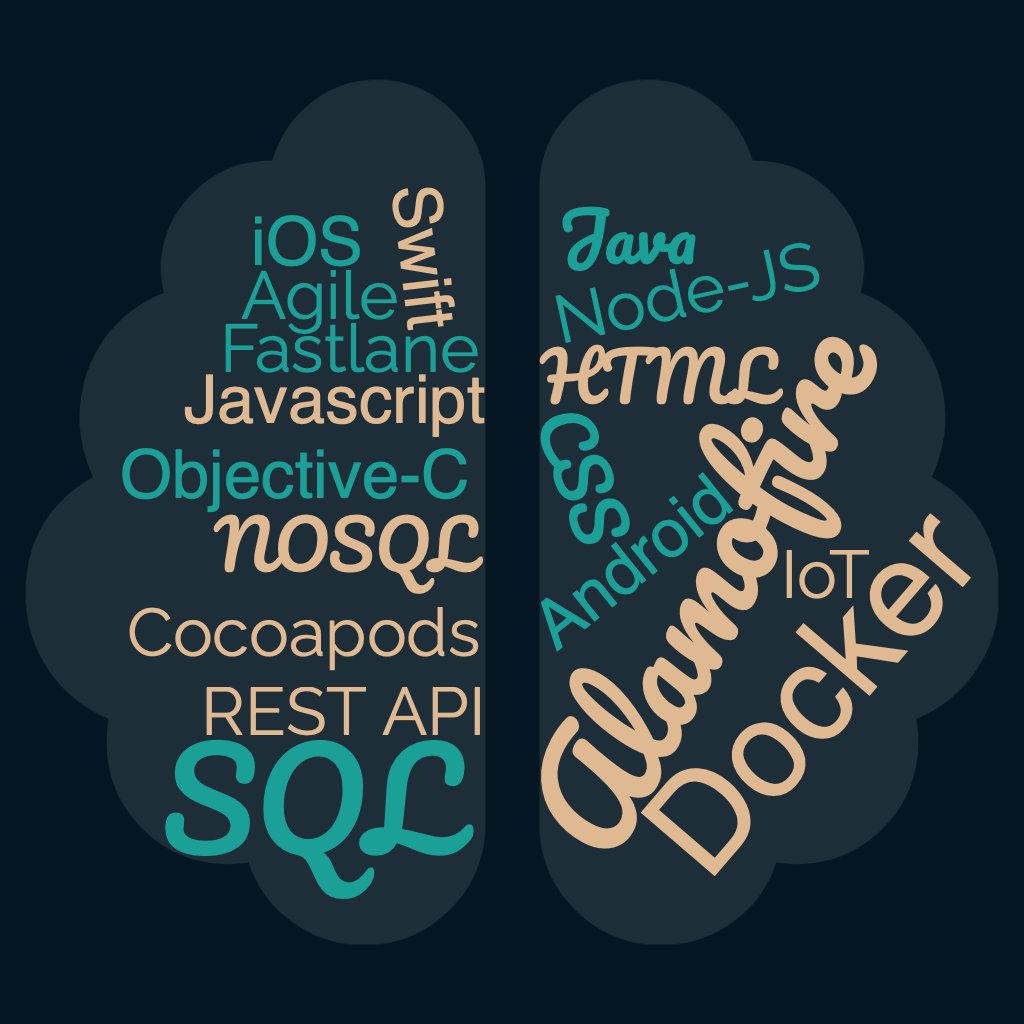 Swift
iOS
Agile
Fastlane
Javascript
Objective-C
NOSQL
Cocoapods
REST API
SQL
Java
Node-JS
HTML
CSS
Android
Alamofire
IoT
Docker